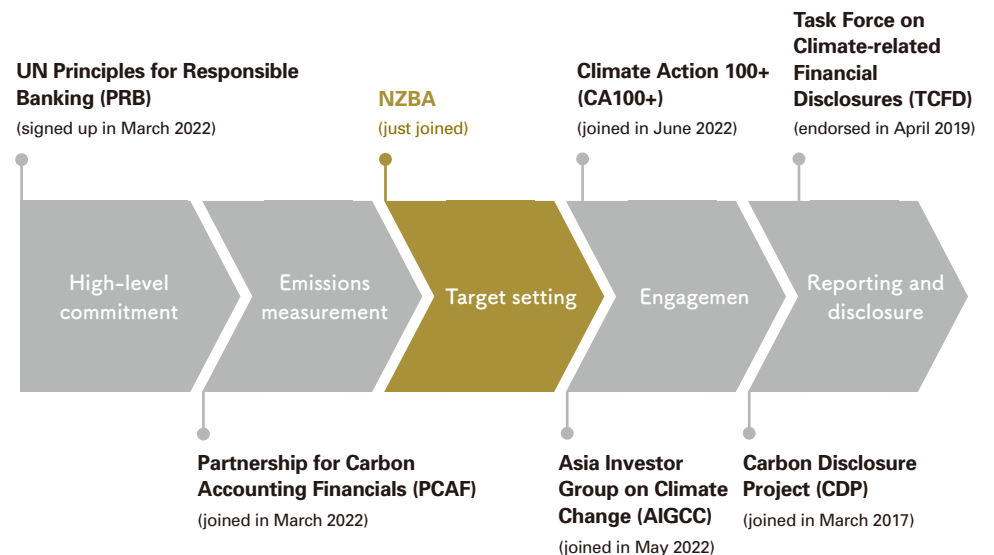 UN Principles for Responsible
Banking (PRB)
(signed up in March 2022)
NZBA
(just joined)
Climate Action 100+
(CA100+)
(joined in June 2022)
Task Force on
Climate-related
Financial
Disclosures (TCFD)
(endorsed in April 2019)
High-level
commitment
Emissions
measurement
Target setting
Engagemen
Reporting and
disclosure
Partnership for Carbon
Accounting Financials (PCAF)
(joined in March 2022)
Asia Investor
Group on Climate
Change (AIGCC)
(joined in May 2022)
Carbon Disclosure
Project (CDP)
(joined in March 2017)